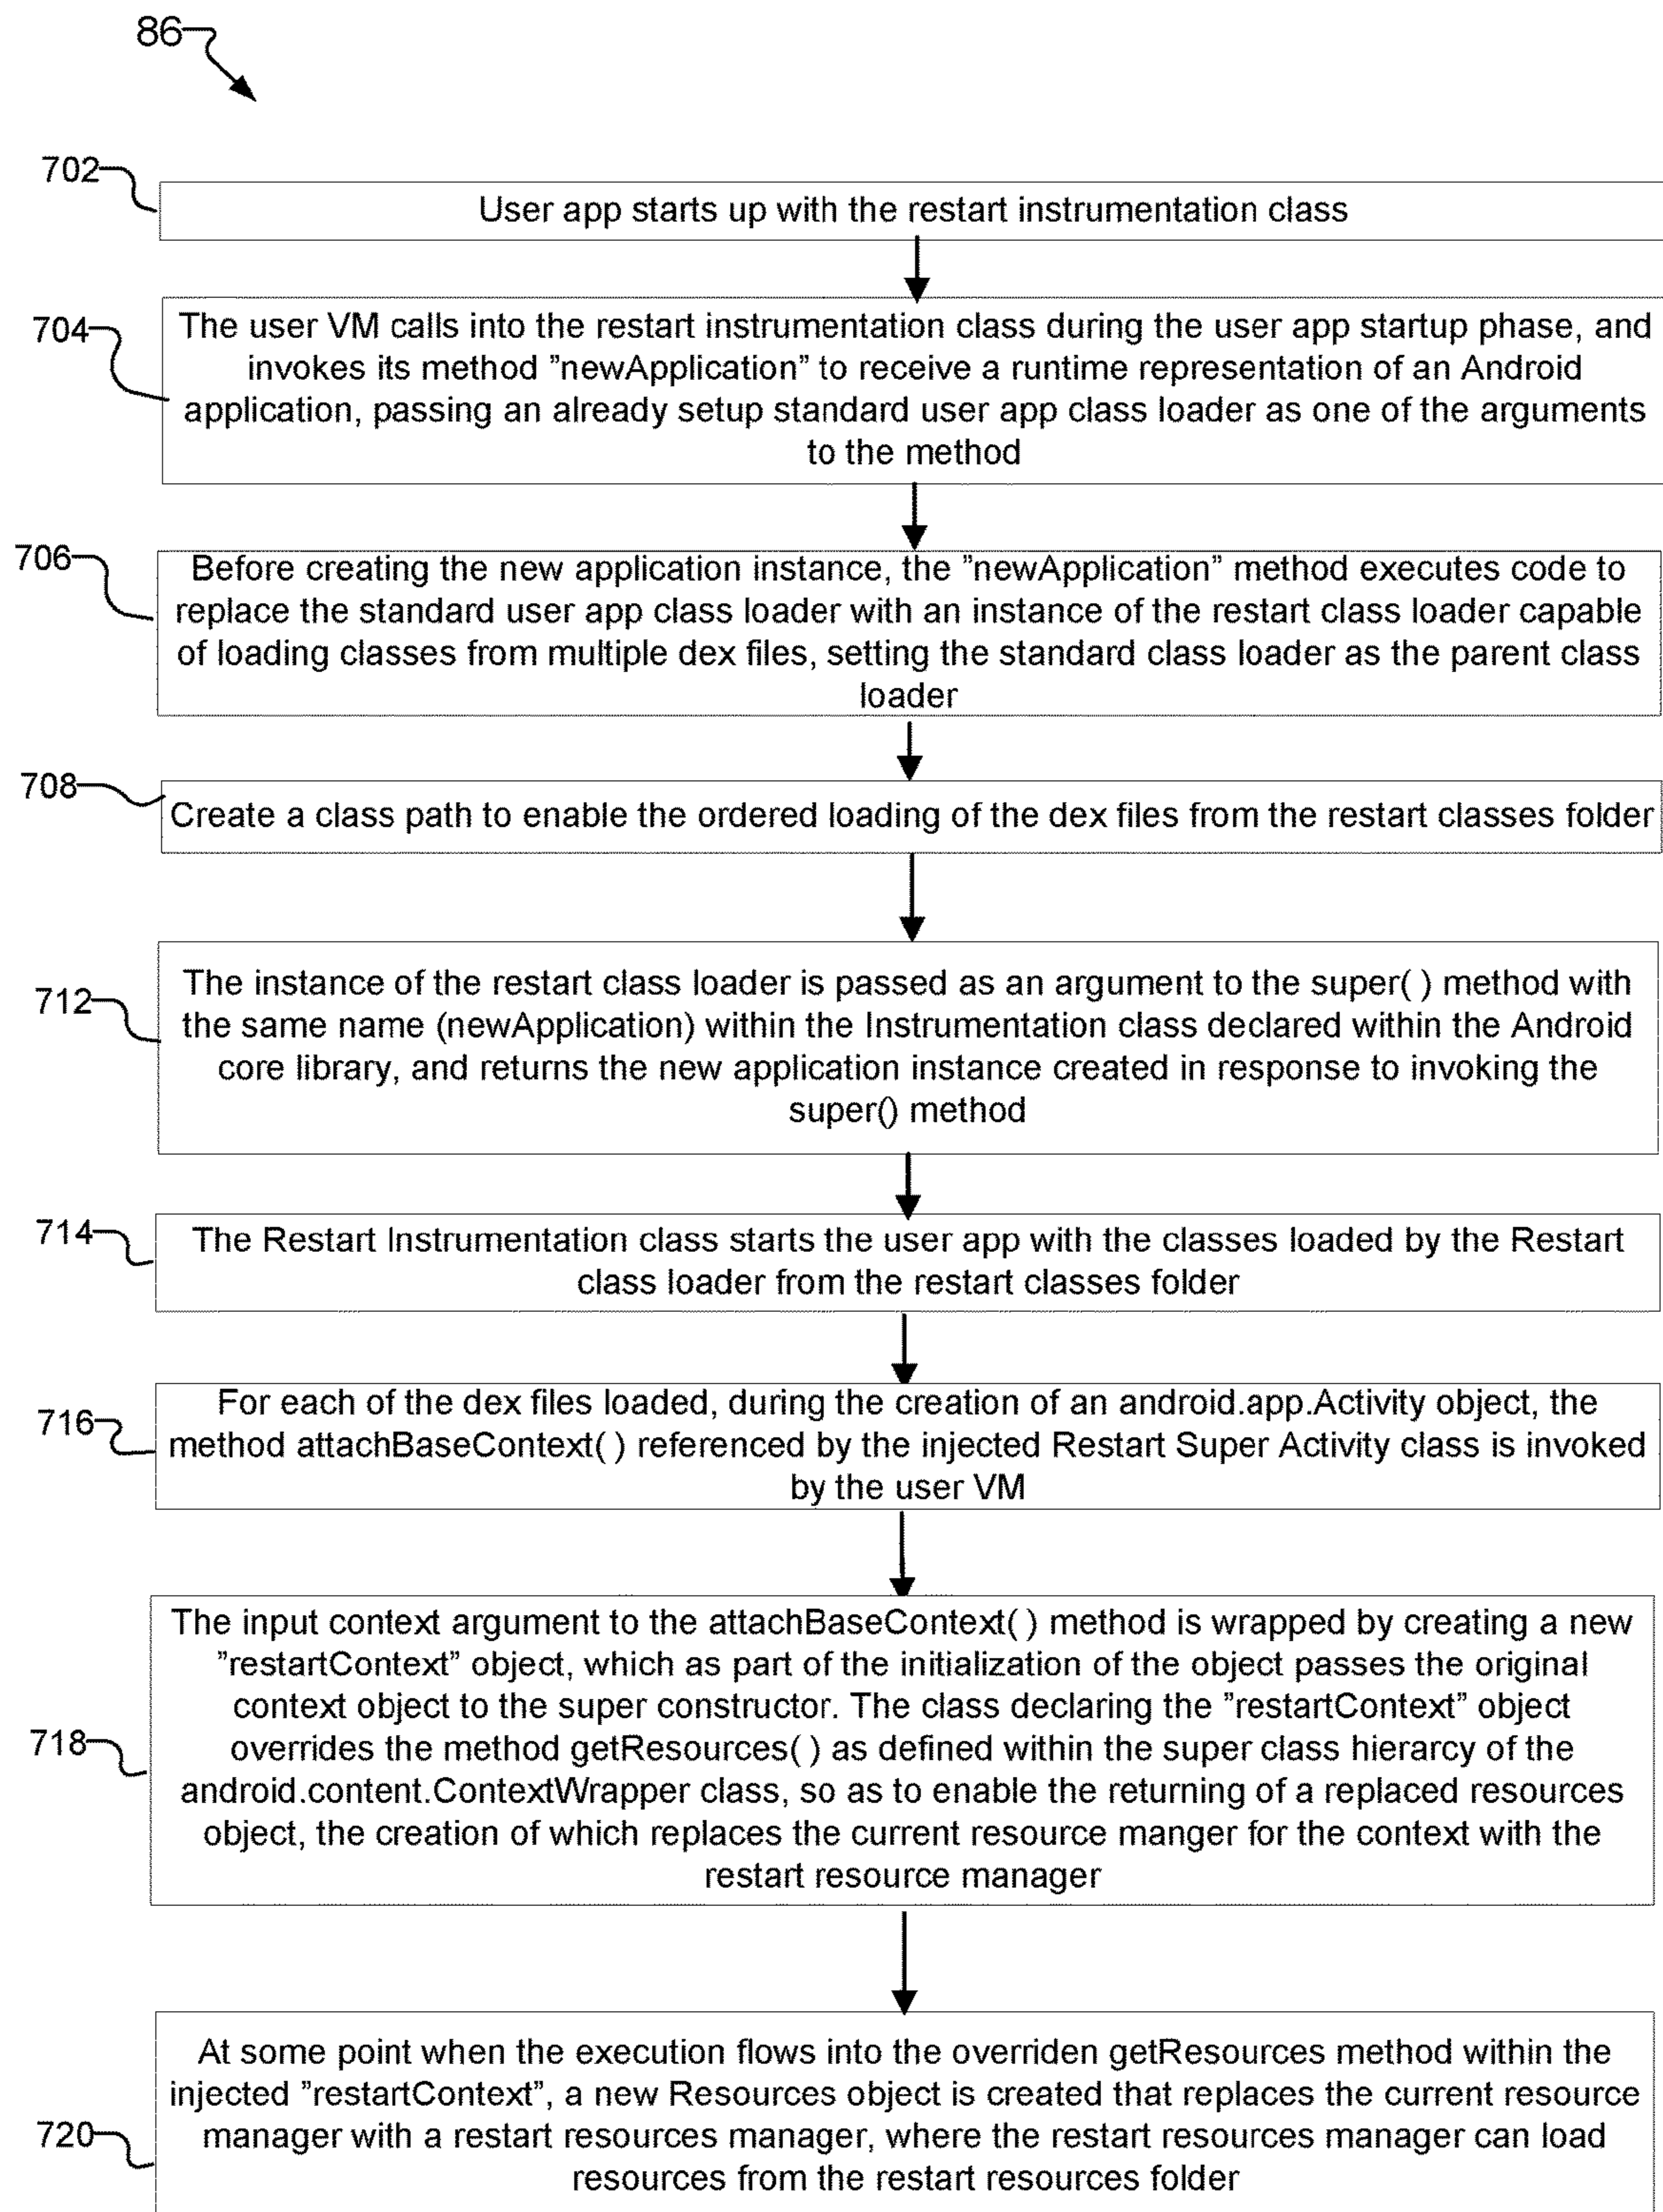 86
702
User app starts up with the restart instrumentation class
704
The user VM calls into the restart instrumentation class during the user app startup phase, and
invokes its method ”newApplication” to receive a runtime representation of an Android
application, passing an already setup standard user app class loader as one of the arguments
to the method
706
Before creating the new application instance, the ”newApplication” method executes code to
replace the standard user app class loader with an instance of the restart class loader capable
of loading classes from multiple dex files, setting the standard class loader as the parent class
loader
708
Create a class path to enable the ordered loading of the dex files from the restart classes folder
712
The instance of the restart class loader is passed as an argument to the super( ) method with
the same name (newApplication) within the Instrumentation class declared within the Android
core library, and returns the new application instance created in response to invoking the
super() method
714
The Restart Instrumentation class starts the user app with the classes loaded by the Restart
class loader from the restart classes folder
716
For each of the dex files loaded, during the creation of an android.app.Activity object, the
method attachBaseContext( ) referenced by the injected Restart Super Activity class is invoked
by the user VM
718
The input context argument to the attachBaseContext( ) method is wrapped by creating a new
”restartContext” object, which as part of the initialization of the object passes the original
context object to the super constructor. The class declaring the ”restartContext” object
overrides the method getResources( ) as defined within the super class hierarcy of the
android.content.ContextWrapper class, so as to enable the returning of a replaced resources
object, the creation of which replaces the current resource manger for the context with the
restart resource manager
720
At some point when the execution flows into the overriden getResources method within the
injected ”restartContext”, a new Resources object is created that replaces the current resource
manager with a restart resources manager, where the restart resources manager can load
resources from the restart resources folder